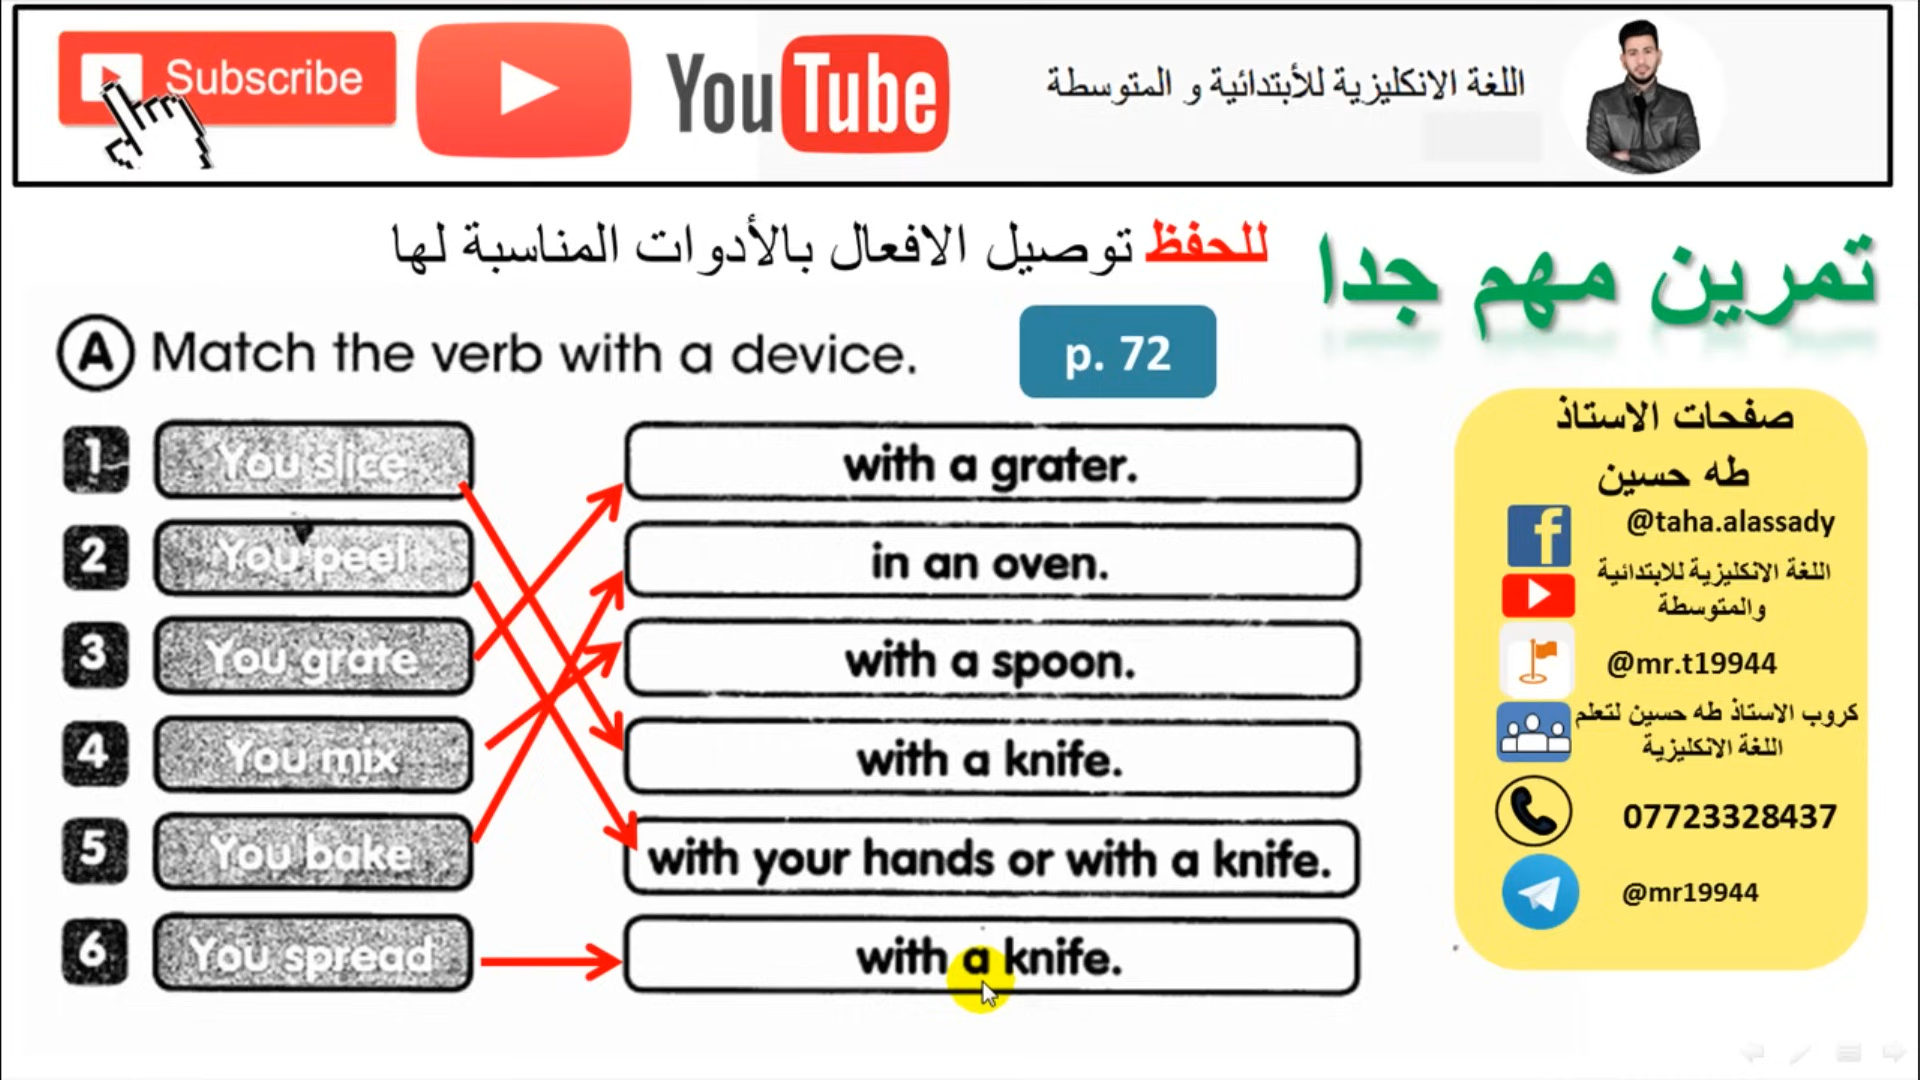 Subscribe
YouTube
اللغة الانكليزية للأبتدائية و المتوسطة
تمرين مهم جدا
للحفظ توصيل الافعال بالأدوات المناسبة لها
A Match the verb with a device.
p. 72
1 You slice
with a grater.
2 You peel
in an oven.
3 You grate
with a spoon.
4 You mix
with a knife.
5 You bake
with your hands or with a knife.
6 You spread
with a knife.
صفحات الاستاذ
طه حسين
@taha.alassady
اللغة الانكليزية للابتدائية
والمتوسطة
@mr.t19944
كروب الاستاذ طه حسين لتعلم
اللغة الانكليزية
07723328437
@mr19944